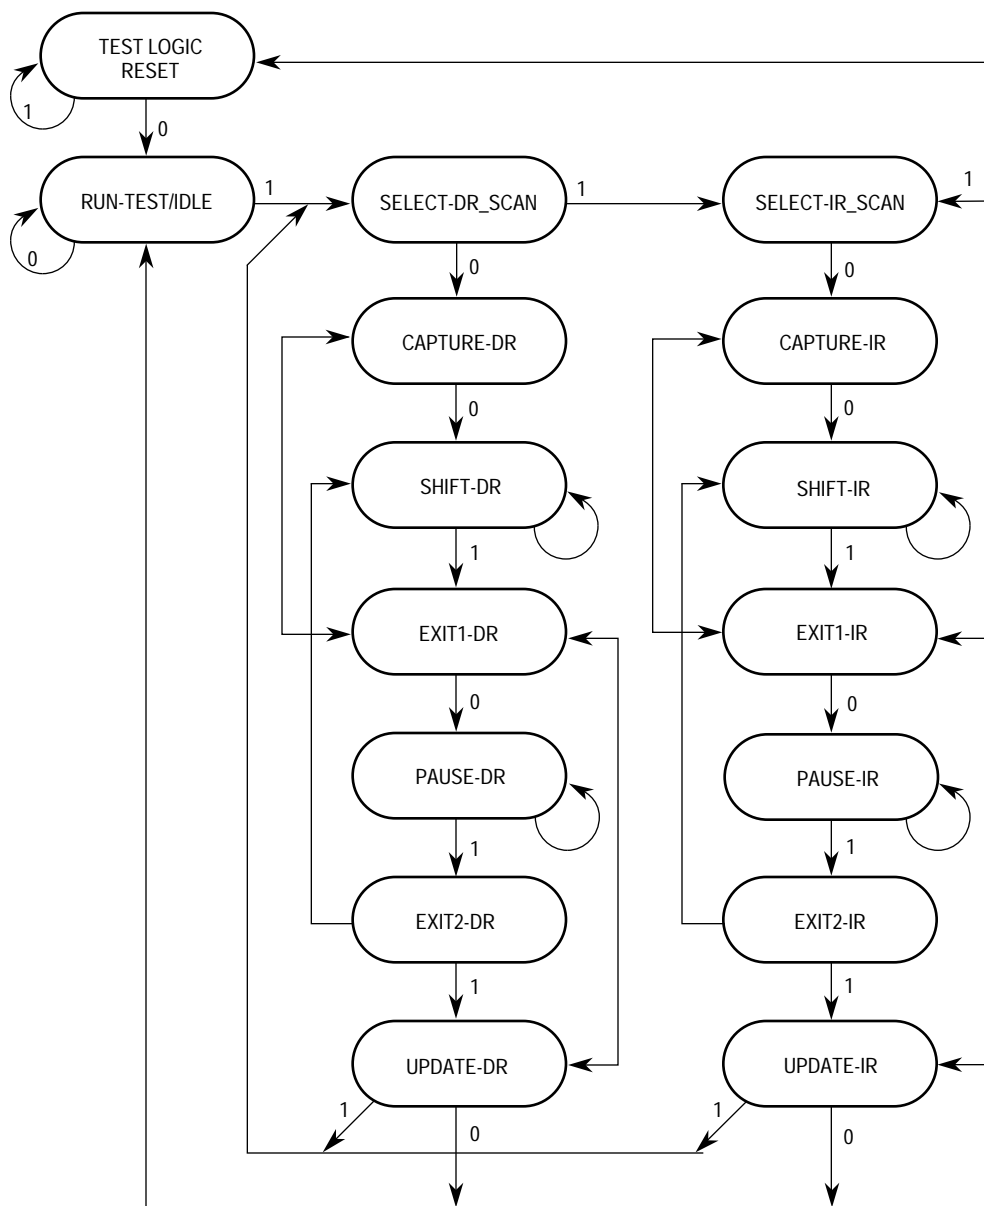 TEST LOGIC
RESET
1
0
RUN-TEST/IDLE
1
SELECT-DR_SCAN
1
SELECT-IR_SCAN
1
0
0
0
CAPTURE-DR
CAPTURE-IR
0
0
SHIFT-DR
SHIFT-IR
1
1
EXIT1-DR
EXIT1-IR
0
0
PAUSE-DR
PAUSE-IR
1
1
EXIT2-DR
EXIT2-IR
1
1
UPDATE-DR
UPDATE-IR
1
0
1
0